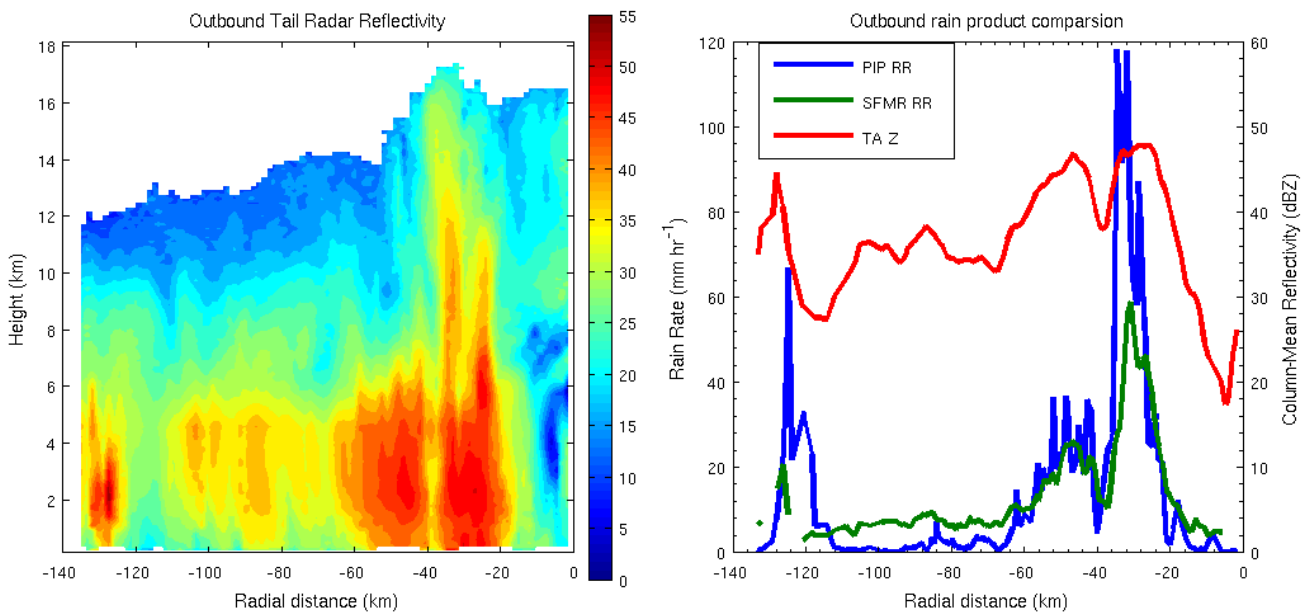 Outbound Tail Radar Reflectivity
18
16
14
12
10
8
6
4
2
Height (km)
-140 -120 -100 -80 -60 -40 -20 0
Radial distance (km)
55
50
45
40
35
30
25
20
15
10
5
0
Outbound rain product comparsion
PIP RR
SFMR RR
TA Z
120
100
80
60
40
20
0
Rain Rate (mm hr⁻¹)
60
50
40
30
20
10
0
Column-Mean Reflectivity (dBZ)
-140 -120 -100 -80 -60 -40 -20 0
Radial distance (km)